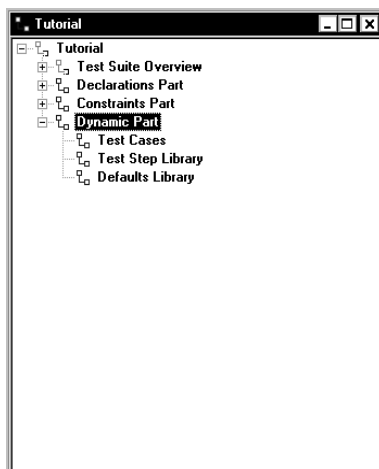 Tutorial
Tutorial
Test Suite Overview
Declarations Part
Constraints Part
Dynamic Part
Test Cases
Test Step Library
Defaults Library